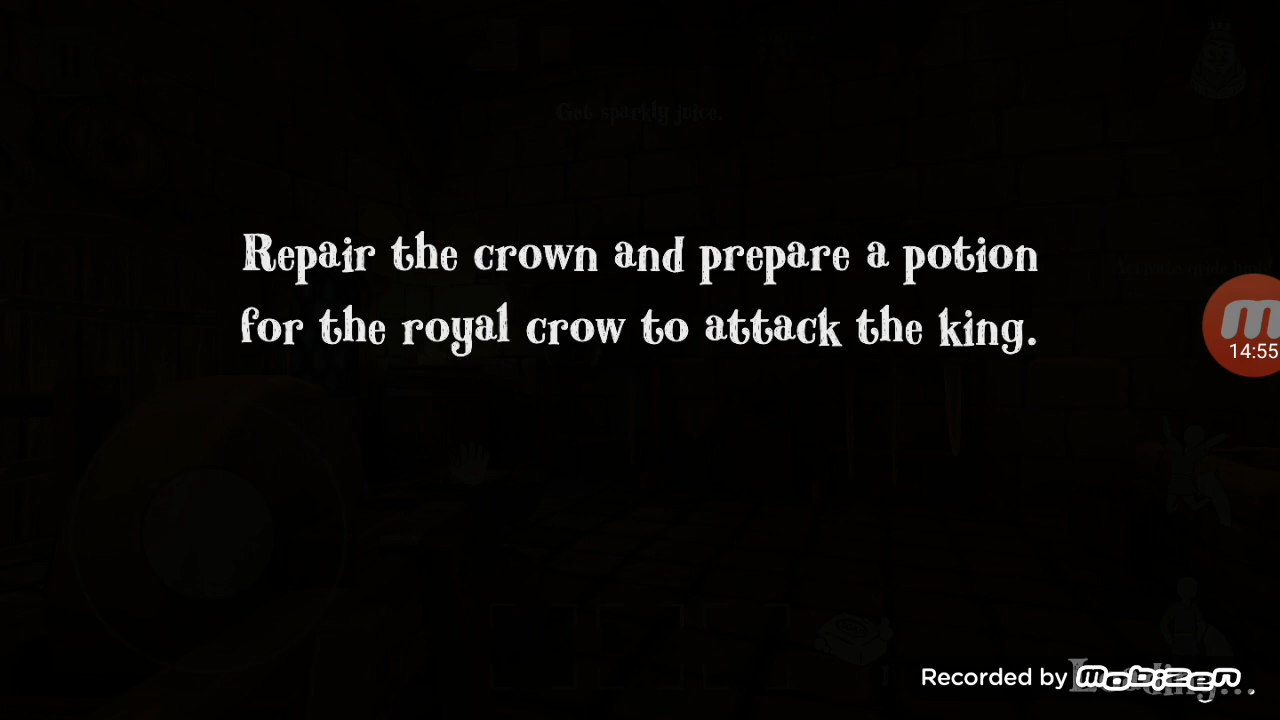 Get sparkly juice.
Repair the crown and prepare a potion
for the royal crow to attack the king.
14:55
Recorded by mobizen
Loading...